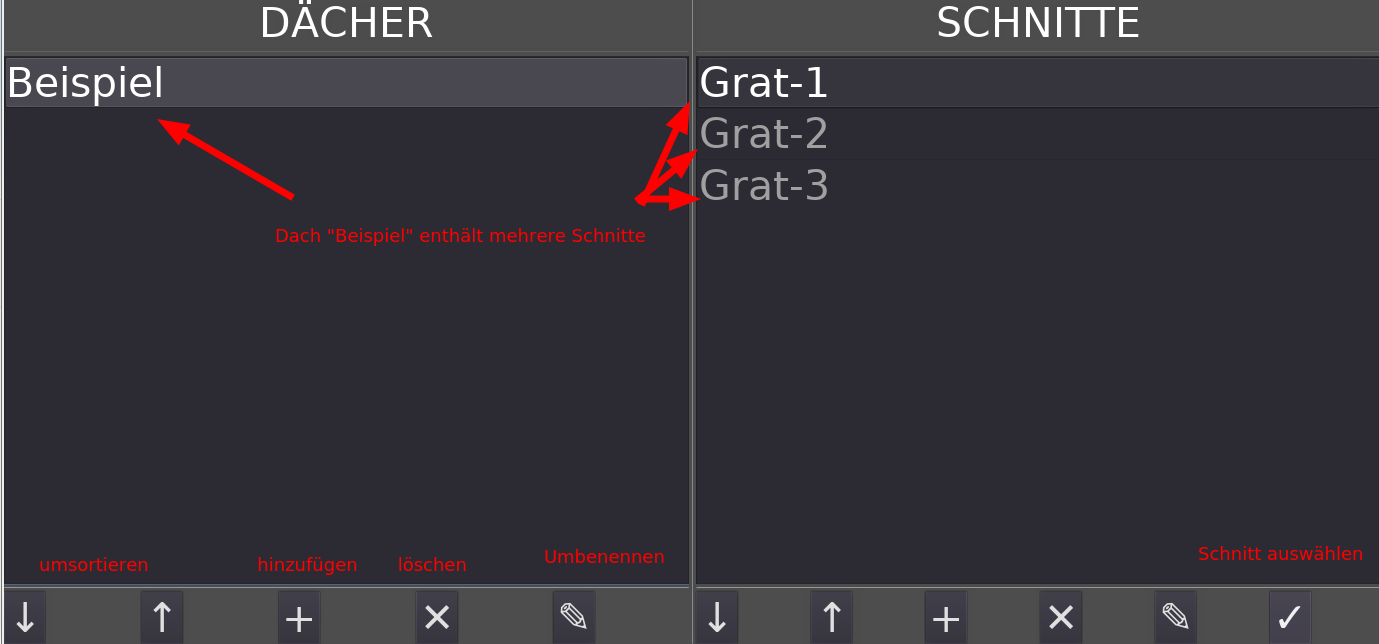 DÄCHER
SCHNITTE
Beispiel
Grat-1
Grat-2
Grat-3
Dach "Beispiel" enthält mehrere Schnitte
umsortieren
hinzufügen
löschen
Umbenennen
Schnitt auswählen